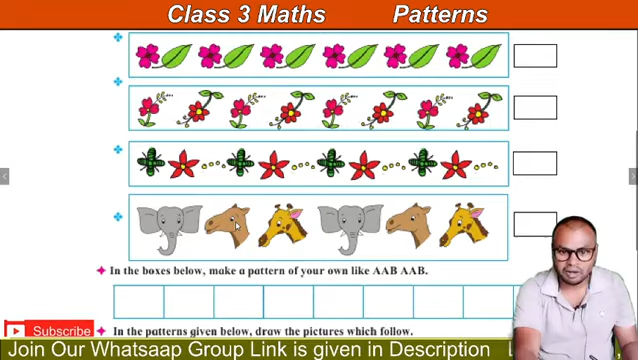 Class 3 Maths Patterns
In the boxes below, make a pattern of your own like AAB AAB.
Subscribe
In the patterns given below, draw the pictures which follow.
Join Our Whatsaap Group Link is given in Description